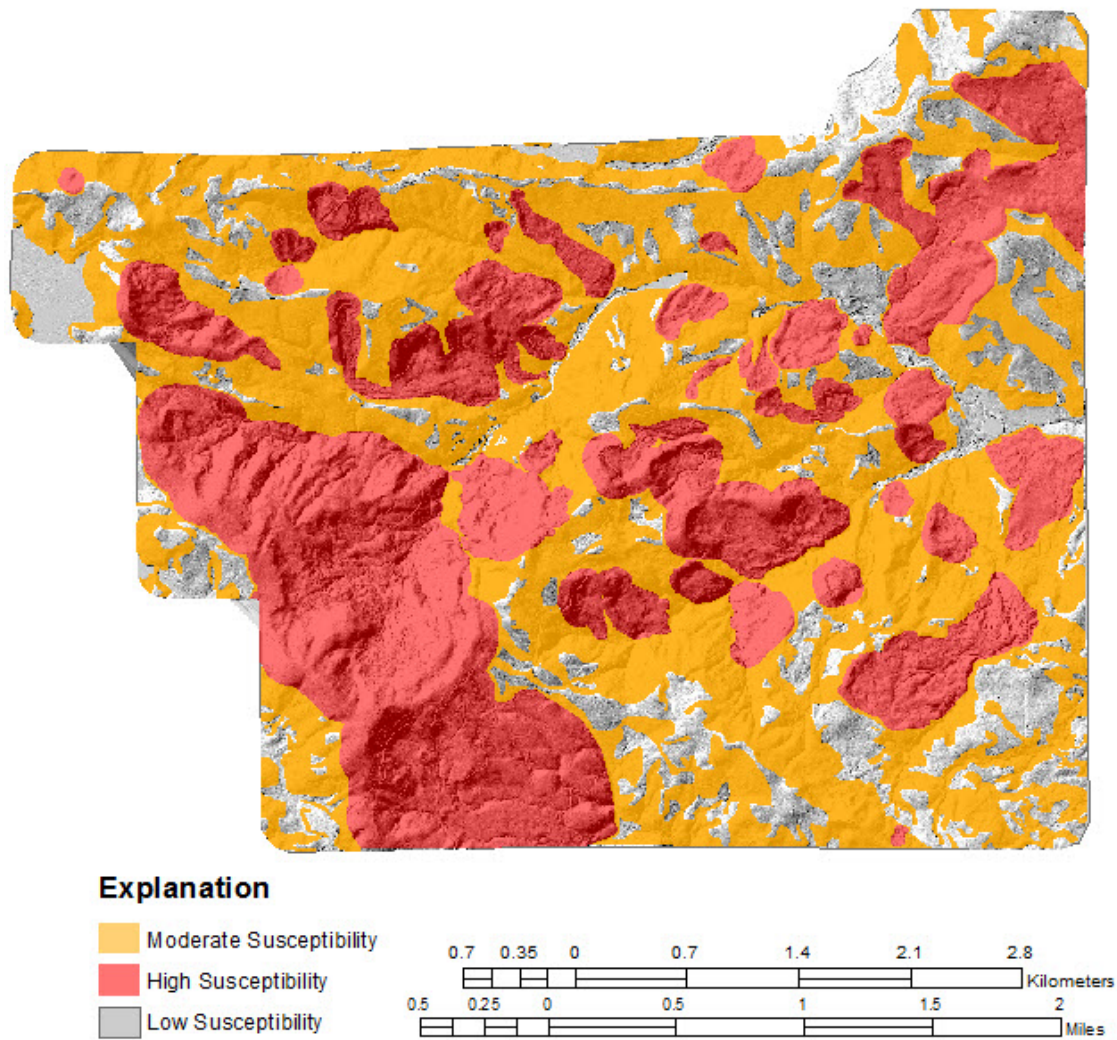 Explanation
Moderate Susceptibility
High Susceptibility
Low Susceptibility
0.7 0.35 0 0.7 1.4 2.1 2.8
Kilometers
0.5 0.25 0 0.5 1 1.5 2
Miles